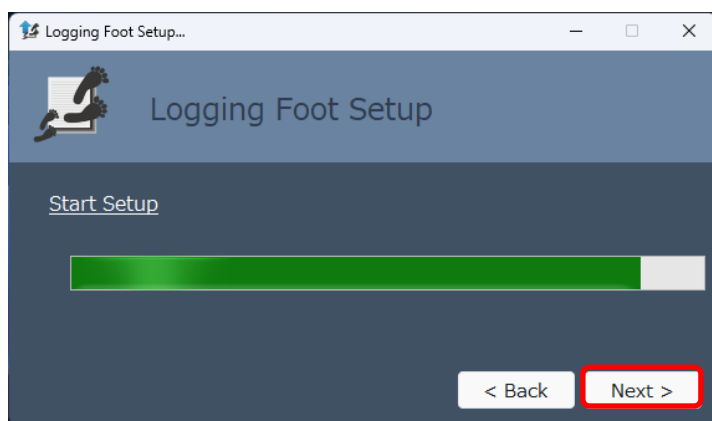 Logging Foot Setup...
Logging Foot Setup
Start Setup
< Back
Next >